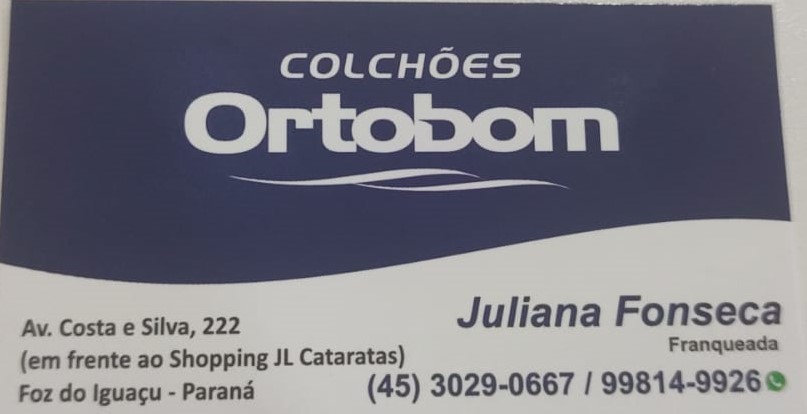 COLCHÕES
Ortobom
Av. Costa e Silva, 222
(em frente ao Shopping JL Cataratas)
Foz do Iguaçu - Paraná
Juliana Fonseca
Franqueada
(45) 3029-0667 / 99814-9926